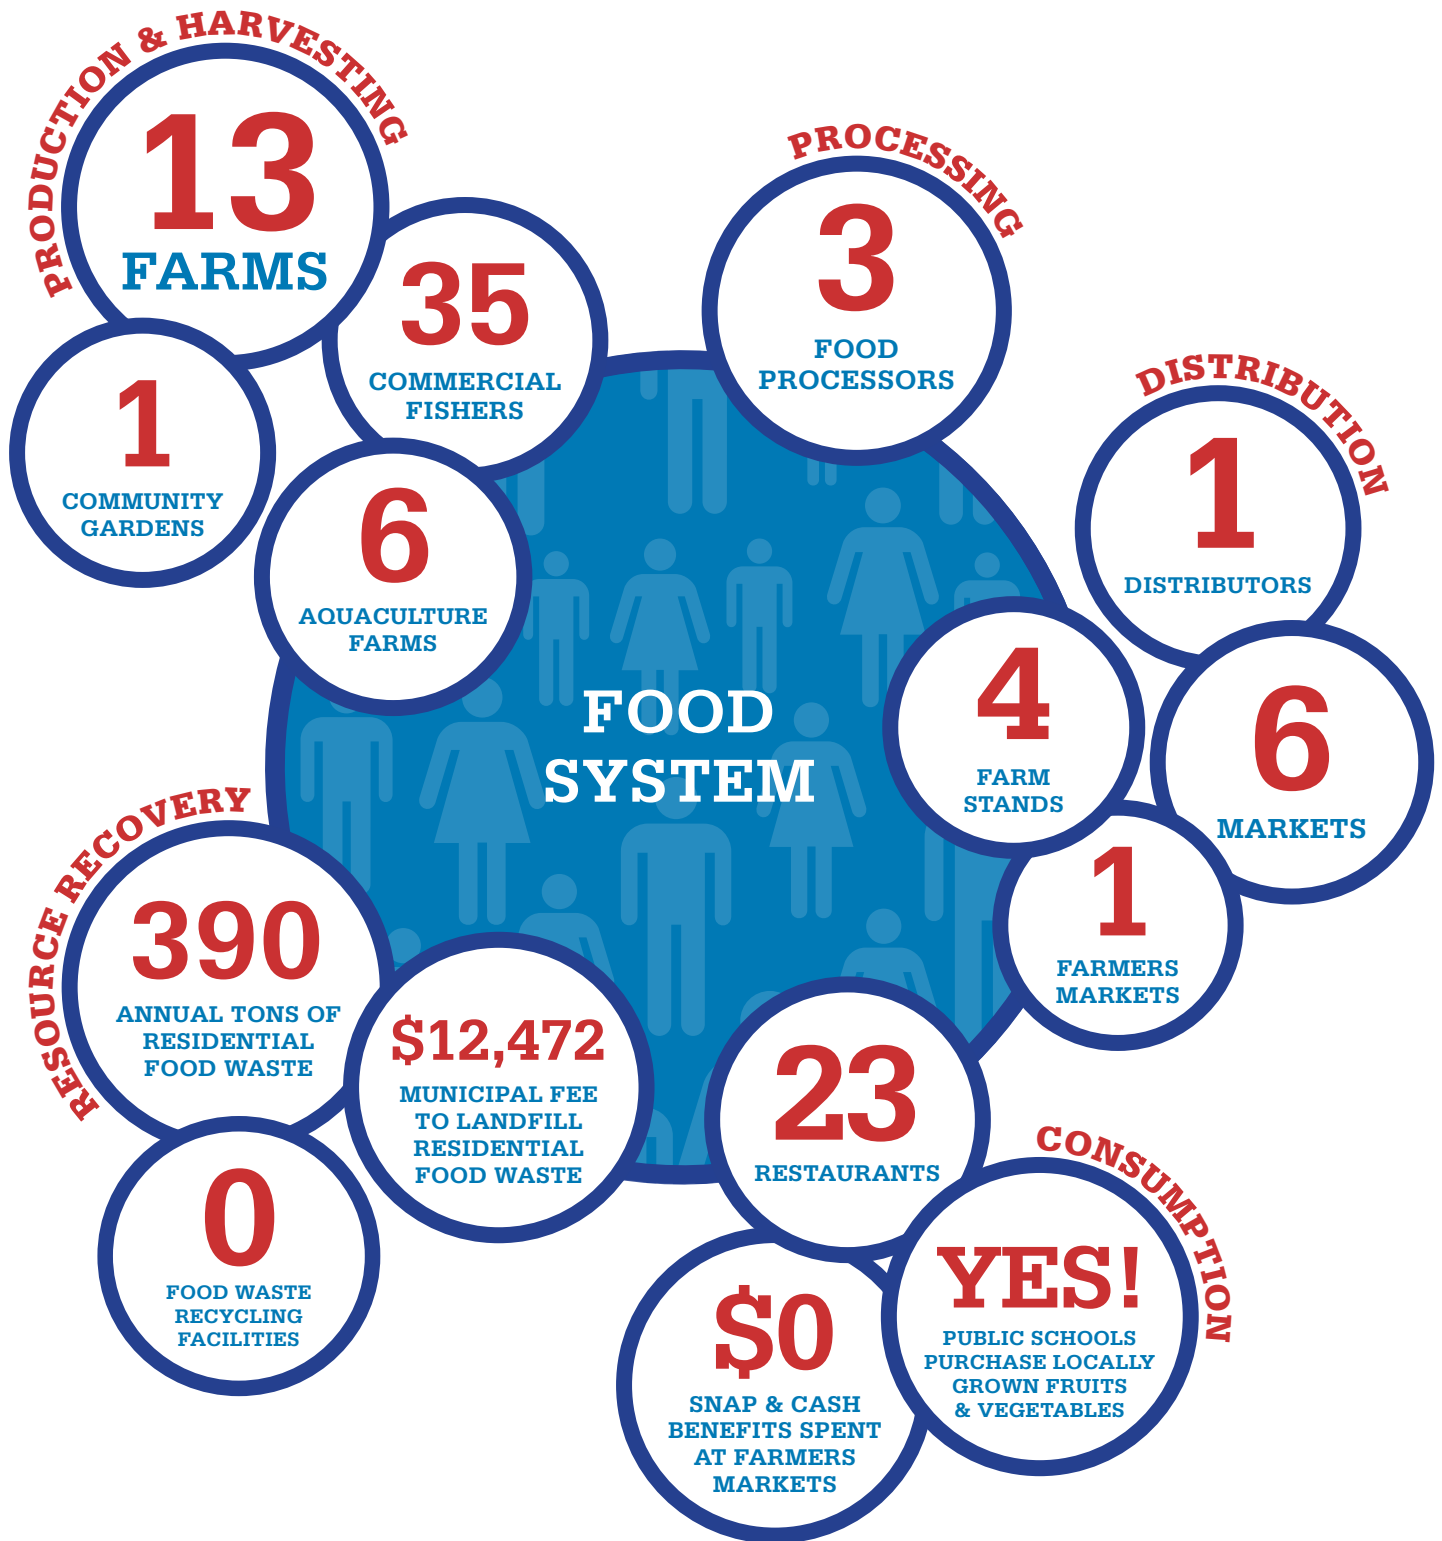 PRODUCTION & HARVESTING
13
FARMS
35
COMMERCIAL
FISHERS
1
COMMUNITY
GARDENS
6
AQUACULTURE
FARMS
PROCESSING
3
FOOD
PROCESSORS
DISTRIBUTION
1
DISTRIBUTORS
4
FARM
STANDS
6
MARKETS
1
FARMERS
MARKETS
FOOD
SYSTEM
RESOURCE RECOVERY
390
ANNUAL TONS OF
RESIDENTIAL
FOOD WASTE
$12,472
MUNICIPAL FEE
TO LANDFILL
RESIDENTIAL
FOOD WASTE
0
FOOD WASTE
RECYCLING
FACILITIES
CONSUMPTION
23
RESTAURANTS
YES!
PUBLIC SCHOOLS
PURCHASE LOCALLY
GROWN FRUITS
& VEGETABLES
$0
SNAP & CASH
BENEFITS SPENT
AT FARMERS
MARKETS